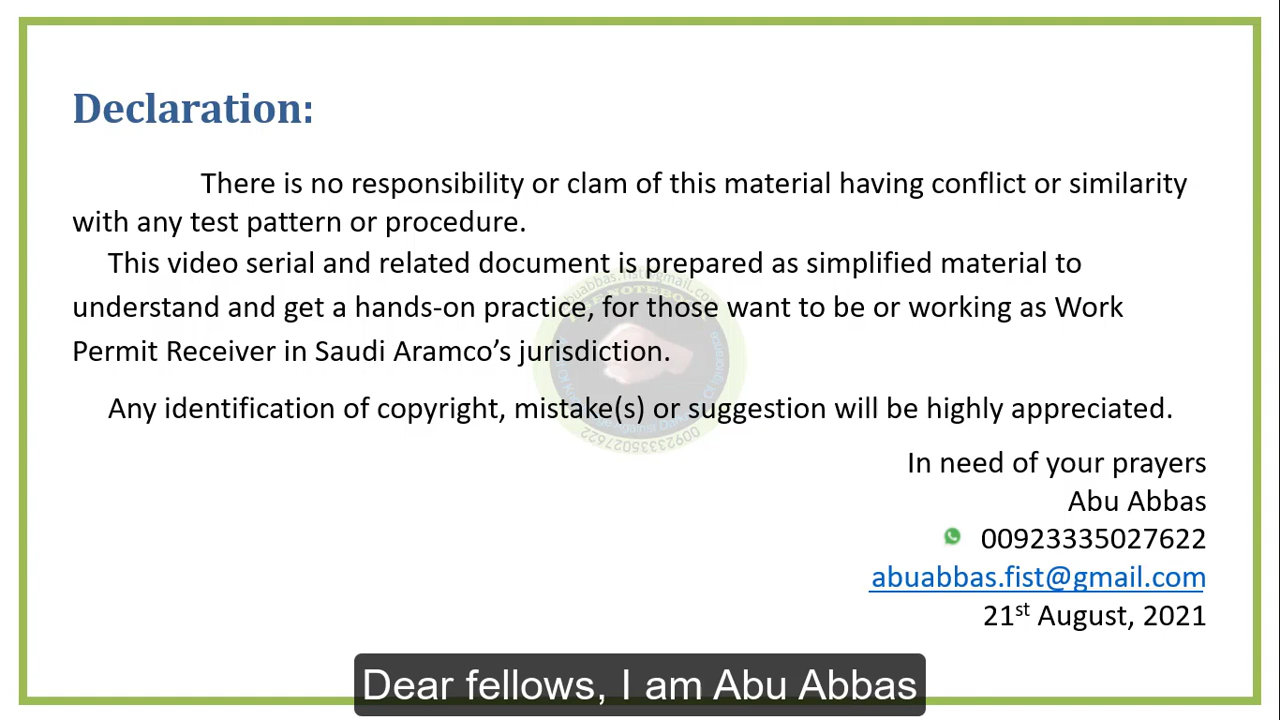 Declaration:
There is no responsibility or clam of this material having conflict or similarity
with any test pattern or procedure.
This video serial and related document is prepared as simplified material to
understand and get a hands-on practice, for those want to be or working as Work
Permit Receiver in Saudi Aramco’s jurisdiction.
Any identification of copyright, mistake(s) or suggestion will be highly appreciated.
In need of your prayers
Abu Abbas
00923335027622
abuabbas.fist@gmail.com
21st August, 2021
Dear fellows, I am Abu Abbas